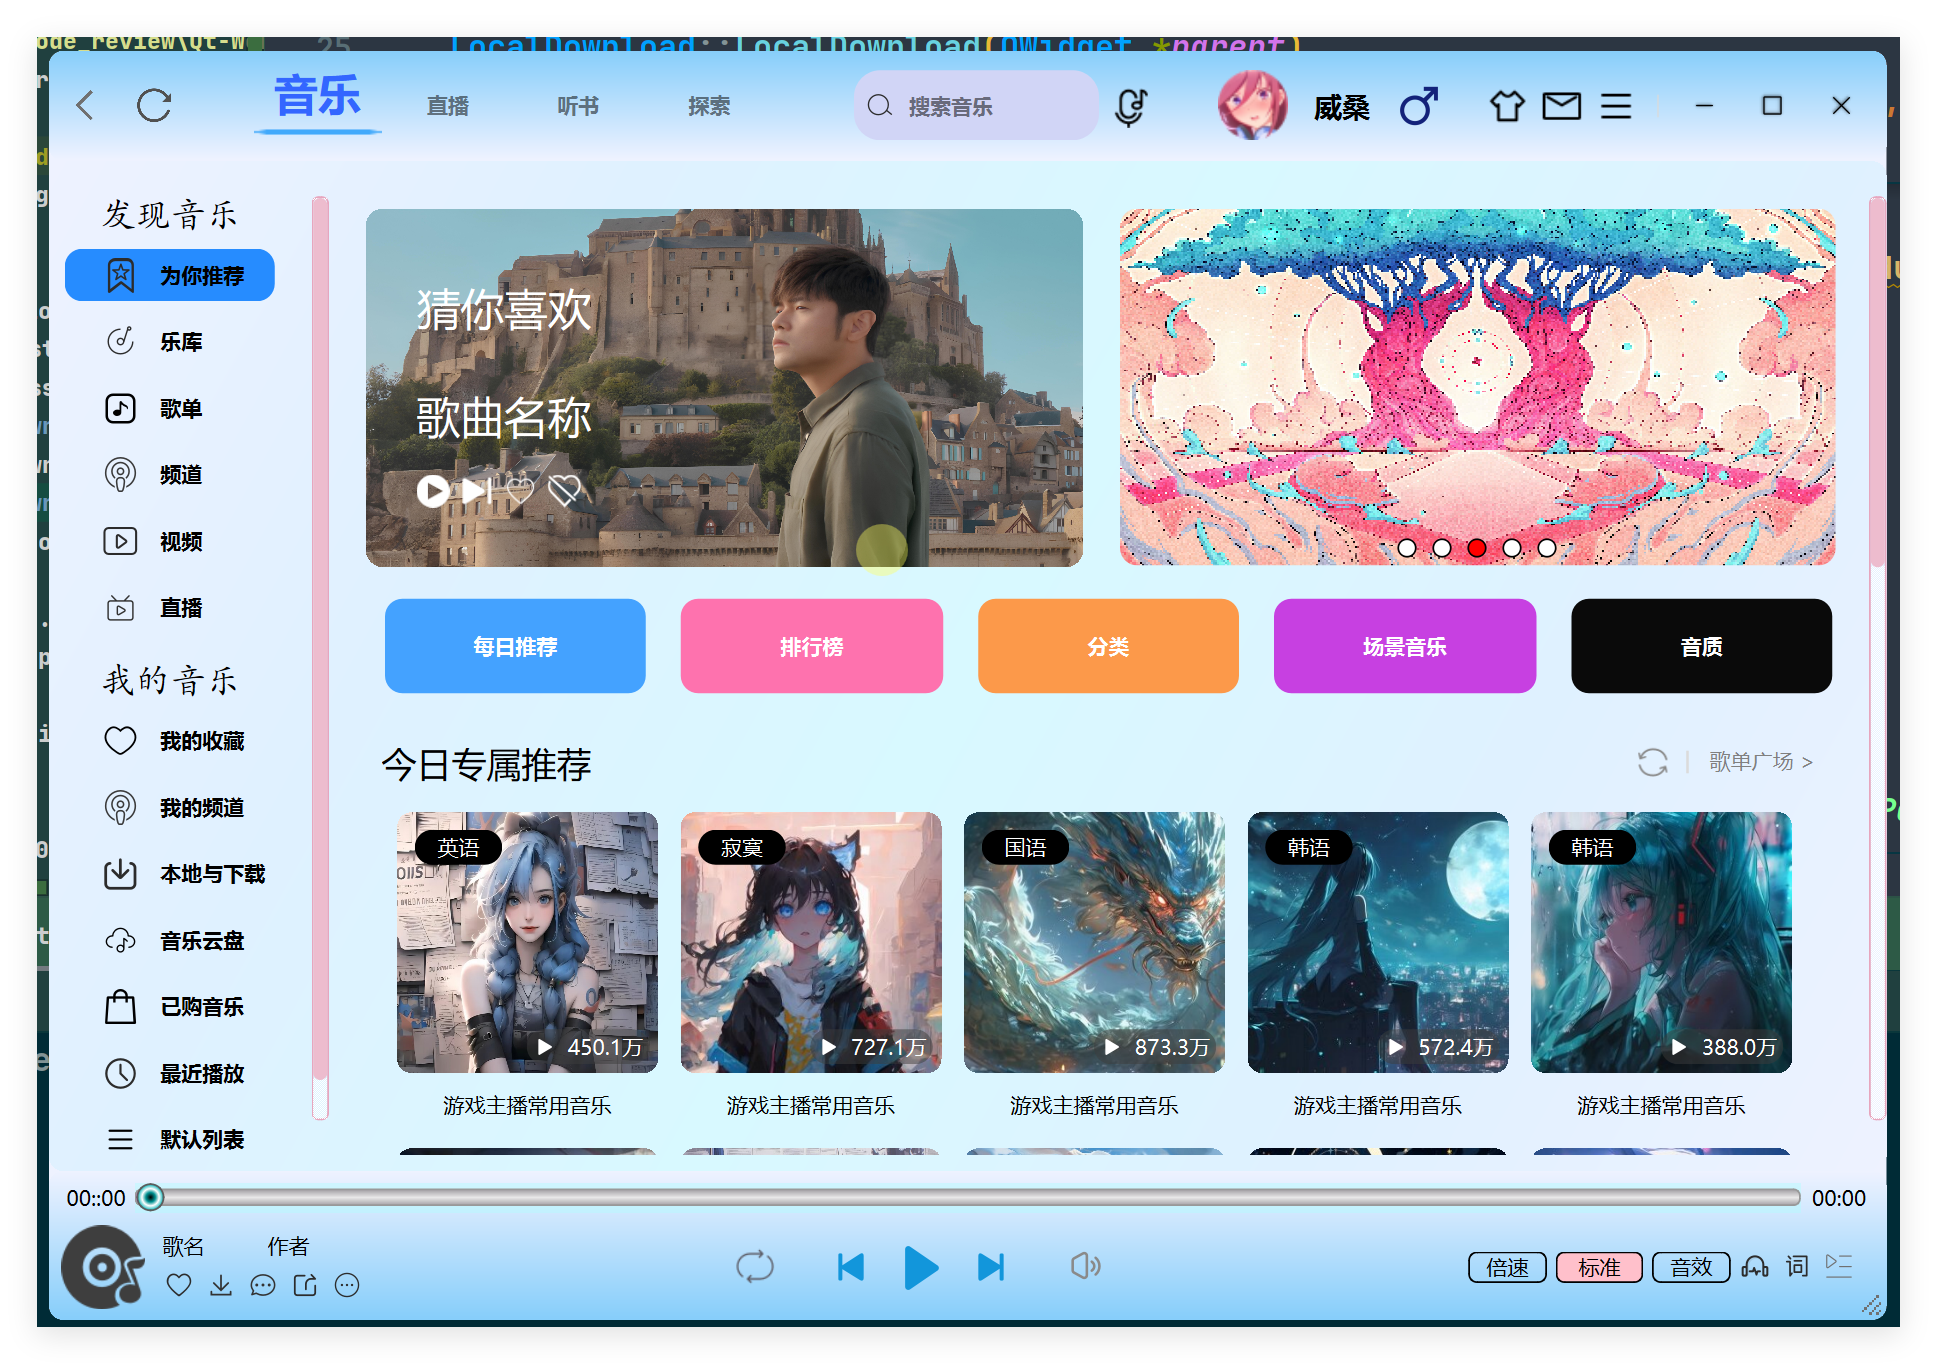 ode_review\Qt-W
25 LocalDownload::LocalDownload(QWidget *parent)
音乐 直播 听书 探索 搜索音乐 威桑
发现音乐
为你推荐
乐库
歌单
频道
视频
直播
我的音乐
我的收藏
我的频道
本地与下载
音乐云盘
已购音乐
最近播放
默认列表
猜你喜欢
歌曲名称
每日推荐 排行榜 分类 场景音乐 音质
今日专属推荐 歌单广场 >
英语 寂寞 国语 韩语 韩语
450.1万 727.1万 873.3万 572.4万 388.0万
游戏主播常用音乐 游戏主播常用音乐 游戏主播常用音乐 游戏主播常用音乐 游戏主播常用音乐
00::00 00:00
歌名 作者
倍速 标准 音效 词